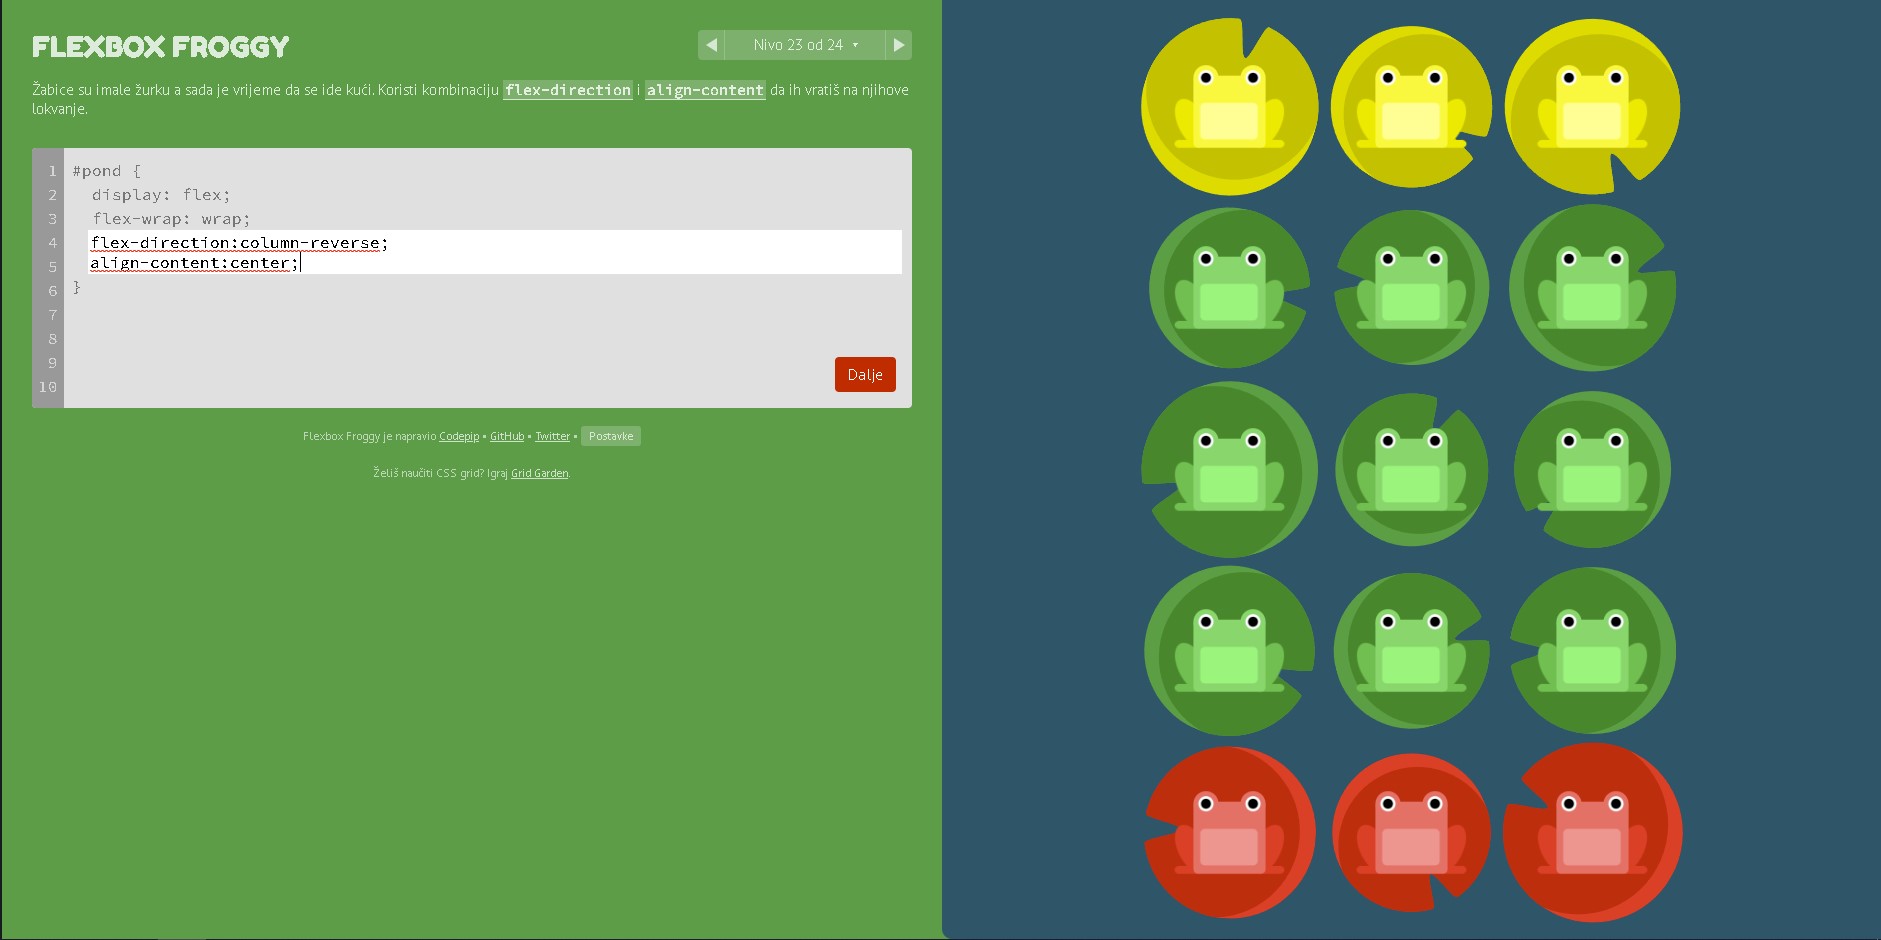 FLEXBOX FROGGY
Nivo 23 od 24
Žabice su imale žurku a sada je vrijeme da se ide kući. Koristi kombinaciju flex-direction i align-content da ih vratiš na njihove
lokvanje.
1 #pond {
2 display: flex;
3 flex-wrap: wrap;
4 flex-direction:column-reverse;
5 align-content:center;
6 }
7
8
9
10
Dalje
Flexbox Froggy je napravio Codepip • GitHub • Twitter • Postavke
Želiš naučiti CSS grid? Igraj Grid Garden.